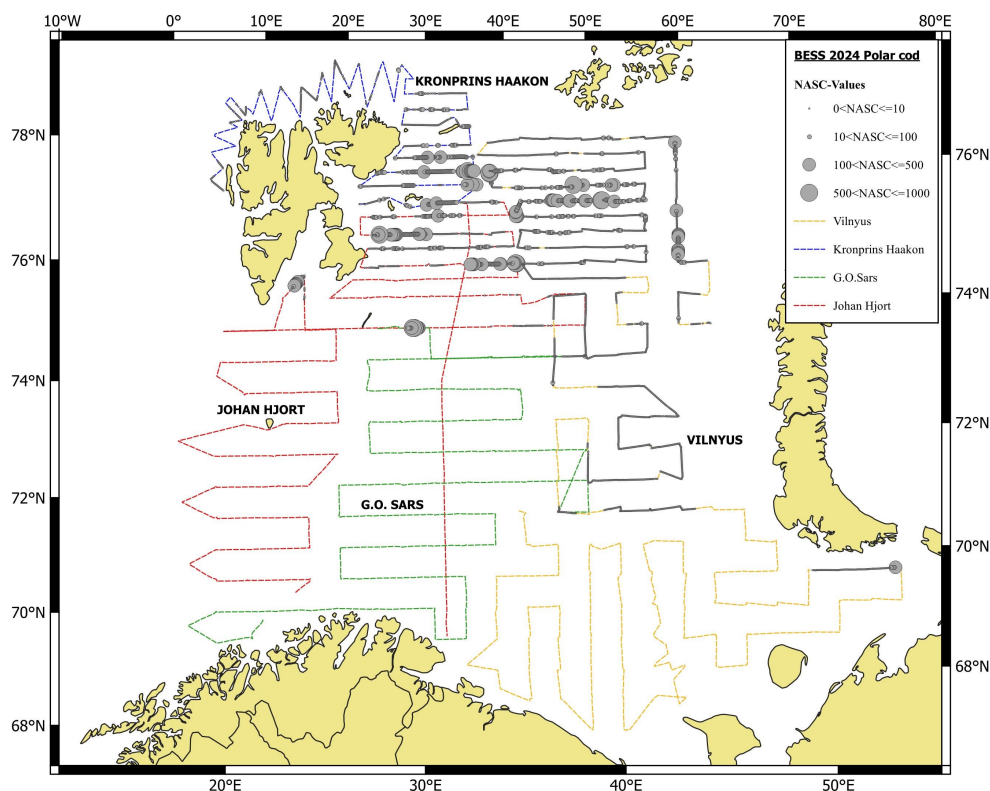 10°W 0° 10°E 20°E 30°E 40°E 50°E 60°E 70°E 80°E
BESS 2024 Polar cod
KRONPRINS HAAKON
NASC-Values
0<NASC<=10
10<NASC<=100
100<NASC<=500
500<NASC<=1000
Vilnyus
Kronprins Haakon
G.O.Sars
Johan Hjort
78°N
76°N
76°N
74°N
74°N
JOHAN HJORT
72°N
VILNYUS
72°N
G.O. SARS
70°N
70°N
68°N
68°N
20°E 30°E 40°E 50°E